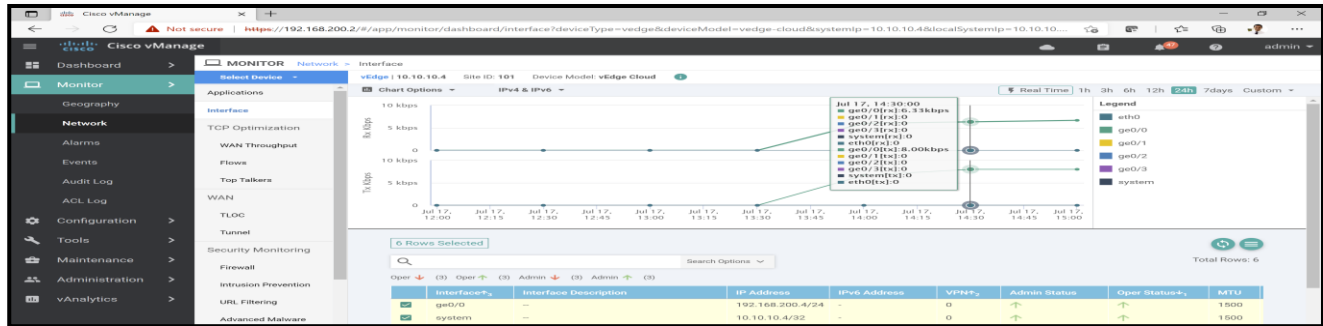 Cisco vManage
Not secure | https://192.168.200.2/#/app/monitor/dashboard/interface?deviceType=vedge&deviceModel=vedge-cloud&systemIp=10.10.10.4&localSystemIp=10.10.10....
cisco Cisco vManage
47
admin
Dashboard
Monitor
Geography
Network
Alarms
Events
Audit Log
ACL Log
Configuration
Tools
Maintenance
Administration
vAnalytics
MONITOR Network > Interface
Select Device
vEdge | 10.10.10.4 Site ID: 101 Device Model: vEdge Cloud
Applications
Interface
TCP Optimization
WAN Throughput
Flows
Top Talkers
WAN
TLOC
Tunnel
Security Monitoring
Firewall
Intrusion Prevention
URL Filtering
Advanced Malware
Chart Options IPv4 & IPv6
Real Time 1h 3h 6h 12h 24h 7days Custom
10 kbps
5 kbps
0
Rx Kbps
10 kbps
5 kbps
0
Tx Kbps
Jul 17, 12:00 Jul 17, 12:15 Jul 17, 12:30 Jul 17, 12:45 Jul 17, 13:00 Jul 17, 13:15 Jul 17, 13:30 Jul 17, 13:45 Jul 17, 14:00 Jul 17, 14:15 Jul 17, 14:30 Jul 17, 14:45 Jul 17, 15:00
Jul 17, 14:30:00
ge0/0[rx]:6.33kbps
ge0/1[rx]:0
ge0/2[rx]:0
ge0/3[rx]:0
system[rx]:0
eth0[rx]:0
ge0/0[tx]:8.00kbps
ge0/1[tx]:0
ge0/2[tx]:0
ge0/3[tx]:0
system[tx]:0
eth0[tx]:0
Legend
eth0
ge0/0
ge0/1
ge0/2
ge0/3
system
6 Rows Selected
Search Options
Total Rows: 6
Oper ↓ (3) Oper ↑ (3) Admin ↓ (3) Admin ↑ (3)
Interface Interface Description IP Address IPv6 Address VPN Admin Status Oper Status MTU
ge0/0 -- 192.168.200.4/24 - 0 ↑ ↑ 1500
system -- 10.10.10.4/32 - 0 ↑ ↑ 1500